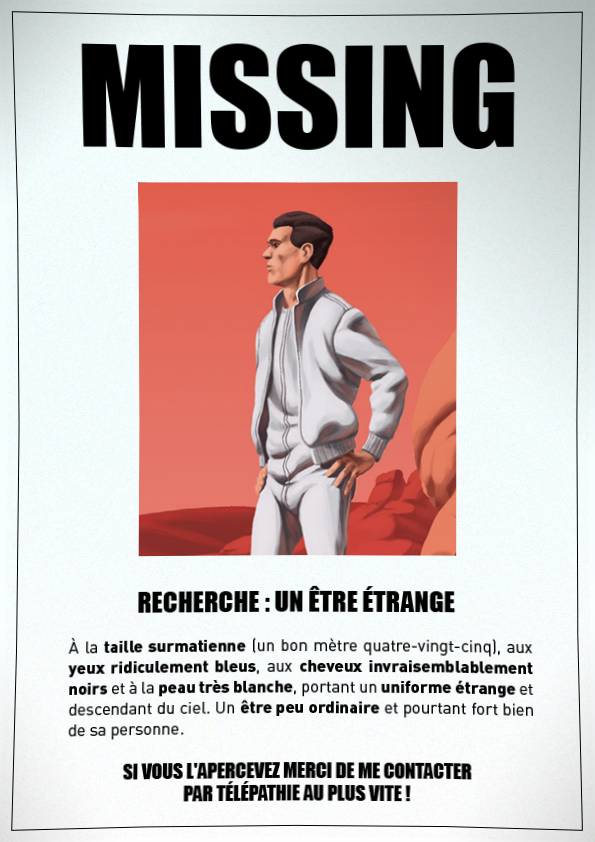 MISSING
RECHERCHE : UN ÊTRE ÉTRANGE
À la taille surmatienne (un bon mètre quatre-vingt-cinq), aux
yeux ridiculement bleus, aux cheveux invraisemblablement
noirs et à la peau très blanche, portant un uniforme étrange et
descendant du ciel. Un être peu ordinaire et pourtant fort bien
de sa personne.
SI VOUS L'APERCEVEZ MERCI DE ME CONTACTER
PAR TÉLÉPATHIE AU PLUS VITE !